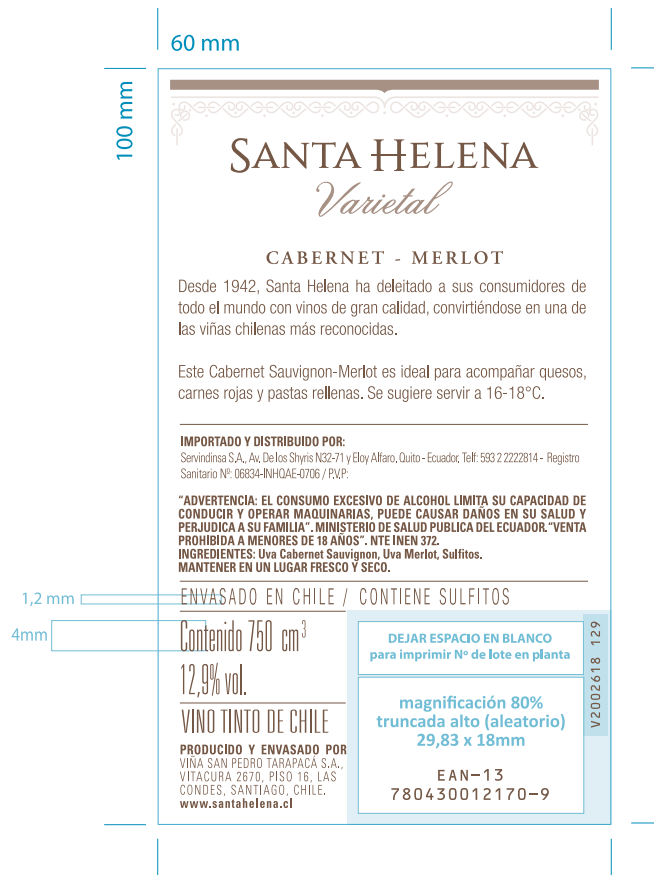 60 mm
100 mm
SANTA HELENA
Varietal
CABERNET - MERLOT
Desde 1942, Santa Helena ha deleitado a sus consumidores de
todo el mundo con vinos de gran calidad, convirtiéndose en una de
las viñas chilenas más reconocidas.
Este Cabernet Sauvignon-Merlot es ideal para acompañar quesos,
carnes rojas y pastas rellenas. Se sugiere servir a 16-18°C.
IMPORTADO Y DISTRIBUIDO POR:
Servindinsa S.A., Av. De los Shyris N32-71 y Eloy Alfaro, Quito - Ecuador, Telf: 593 2 2222814 - Registro
Sanitario Nº: 06834-INHQAE-0706 / P.V.P:
"ADVERTENCIA: EL CONSUMO EXCESIVO DE ALCOHOL LIMITA SU CAPACIDAD DE
CONDUCIR Y OPERAR MAQUINARIAS, PUEDE CAUSAR DAÑOS EN SU SALUD Y
PERJUDICA A SU FAMILIA". MINISTERIO DE SALUD PUBLICA DEL ECUADOR. "VENTA
PROHIBIDA A MENORES DE 18 AÑOS". NTE INEN 372.
INGREDIENTES: Uva Cabernet Sauvignon, Uva Merlot, Sulfitos.
MANTENER EN UN LUGAR FRESCO Y SECO.
1,2 mm
ENVASADO EN CHILE / CONTIENE SULFITOS
4mm
Contenido 750 cm³
12,9% vol.
VINO TINTO DE CHILE
PRODUCIDO Y ENVASADO POR
VIÑA SAN PEDRO TARAPACÁ S.A.,
VITACURA 2670, PISO 16, LAS
CONDES, SANTIAGO, CHILE.
www.santahelena.cl
DEJAR ESPACIO EN BLANCO
para imprimir Nº de lote en planta
V2002618 129
magnificación 80%
truncada alto (aleatorio)
29,83 x 18mm
EAN-13
780430012170-9